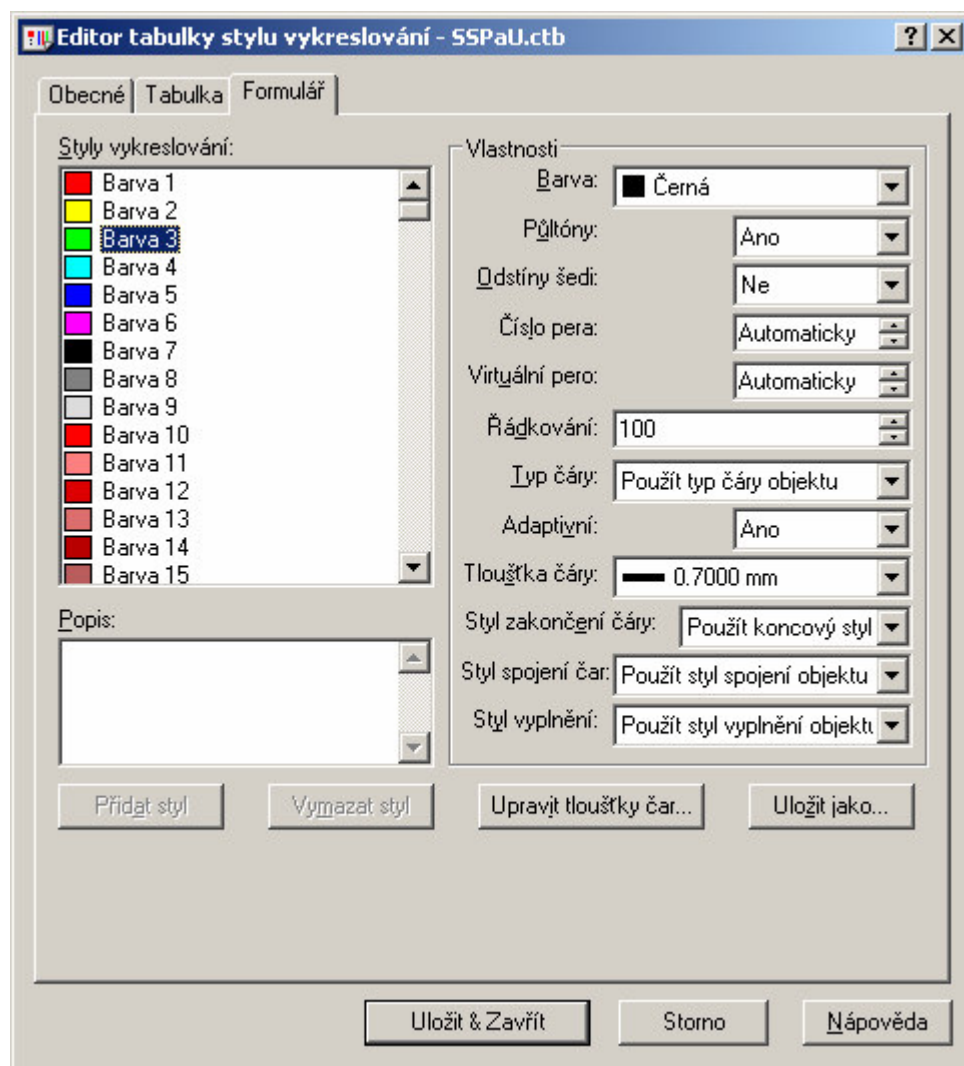 Editor tabulky stylu vykreslování - SSPaU.ctb
Obecné Tabulka Formulář
Styly vykreslování:
Barva 1
Barva 2
Barva 3
Barva 4
Barva 5
Barva 6
Barva 7
Barva 8
Barva 9
Barva 10
Barva 11
Barva 12
Barva 13
Barva 14
Barva 15
Popis:
Přidat styl
Vymazat styl
Vlastnosti
Barva: Černá
Půltóny: Ano
Odstíny šedi: Ne
Číslo pera: Automaticky
Virtuální pero: Automaticky
Řádkování: 100
Typ čáry: Použít typ čáry objektu
Adaptivní: Ano
Tloušťka čáry: 0.7000 mm
Styl zakončení čáry: Použít koncový styl
Styl spojení čar: Použít styl spojení objektu
Styl vyplnění: Použít styl vyplnění objektu
Upravit tloušťky čar...
Uložit jako...
Uložit & Zavřít
Storno
Nápověda